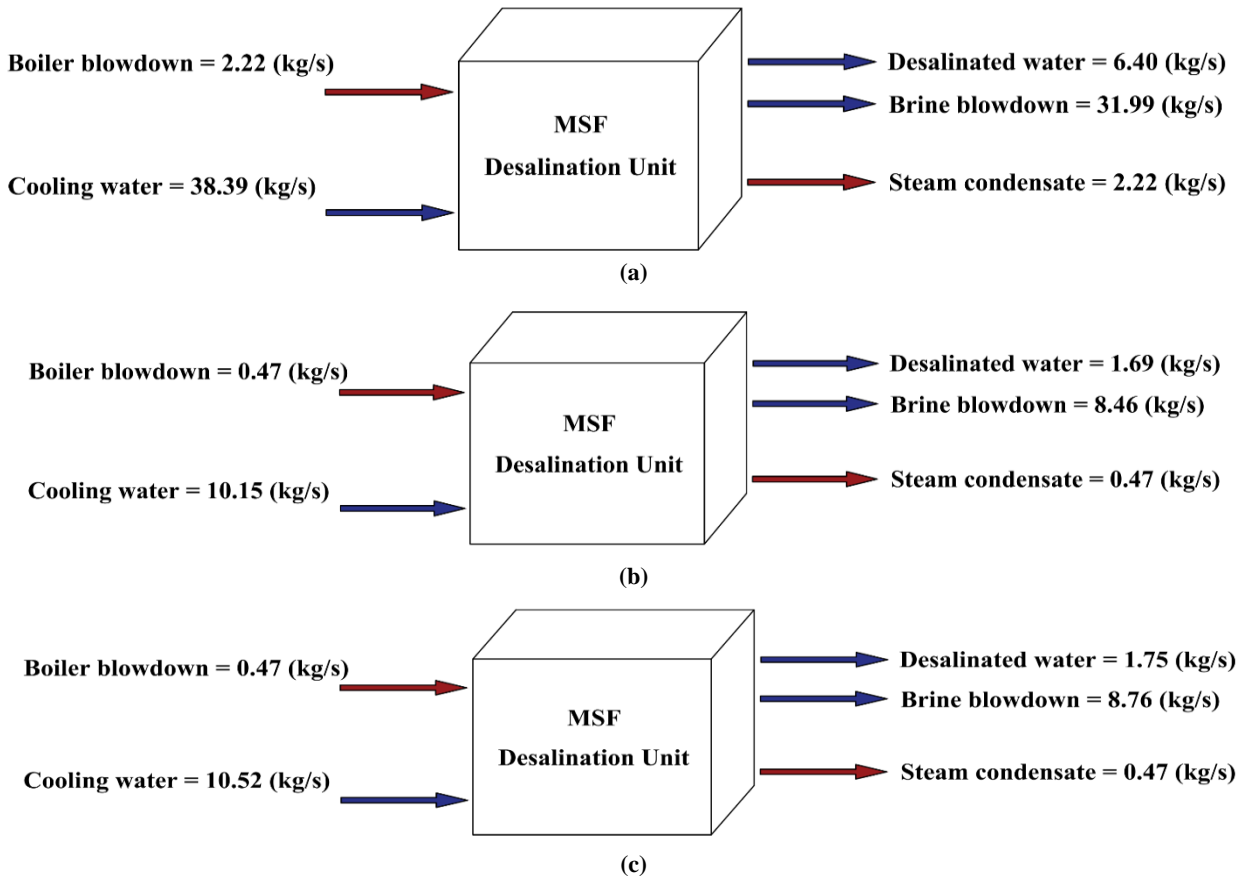 Boiler blowdown = 2.22 (kg/s)
Cooling water = 38.39 (kg/s)
MSF
Desalination Unit
Desalinated water = 6.40 (kg/s)
Brine blowdown = 31.99 (kg/s)
Steam condensate = 2.22 (kg/s)
(a)
Boiler blowdown = 0.47 (kg/s)
Cooling water = 10.15 (kg/s)
MSF
Desalination Unit
Desalinated water = 1.69 (kg/s)
Brine blowdown = 8.46 (kg/s)
Steam condensate = 0.47 (kg/s)
(b)
Boiler blowdown = 0.47 (kg/s)
Cooling water = 10.52 (kg/s)
MSF
Desalination Unit
Desalinated water = 1.75 (kg/s)
Brine blowdown = 8.76 (kg/s)
Steam condensate = 0.47 (kg/s)
(c)